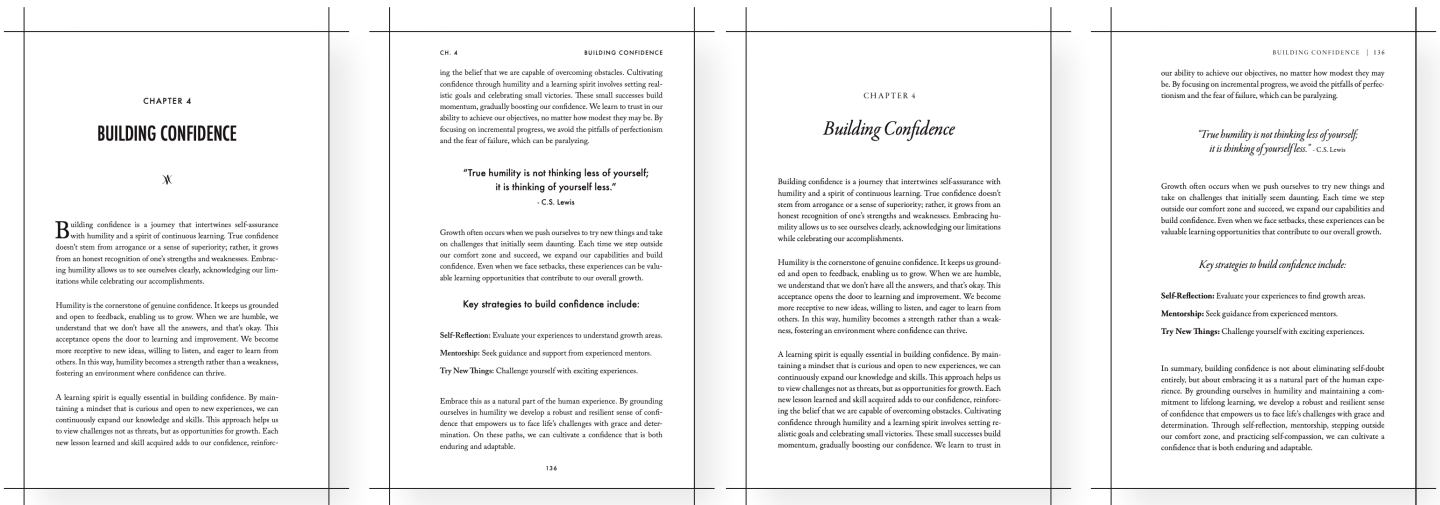 CHAPTER 4
BUILDING CONFIDENCE
Building confidence is a journey that intertwines self-assurance
with humility and a spirit of continuous learning. True confidence
doesn't stem from arrogance or a sense of superiority; rather, it grows
from an honest recognition of one's strengths and weaknesses. Embrac-
ing humility allows us to see ourselves clearly, acknowledging our lim-
itations while celebrating our accomplishments.
Humility is the cornerstone of genuine confidence. It keeps us grounded
and open to feedback, enabling us to grow. When we are humble, we
understand that we don't have all the answers, and that's okay. This
acceptance opens the door to learning and improvement. We become
more receptive to new ideas, willing to listen, and eager to learn from
others. In this way, humility becomes a strength rather than a weakness,
fostering an environment where confidence can thrive.
A learning spirit is equally essential in building confidence. By main-
taining a mindset that is curious and open to new experiences, we can
continuously expand our knowledge and skills. This approach helps us
to view challenges not as threats, but as opportunities for growth. Each
new lesson learned and skill acquired adds to our confidence, reinforc-
CH. 4
BUILDING CONFIDENCE
ing the belief that we are capable of overcoming obstacles. Cultivating
confidence through humility and a learning spirit involves setting real-
istic goals and celebrating small victories. These small successes build
momentum, gradually boosting our confidence. We learn to trust in our
ability to achieve our objectives, no matter how modest they may be. By
focusing on incremental progress, we avoid the pitfalls of perfectionism
and the fear of failure, which can be paralyzing.
"True humility is not thinking less of yourself;
it is thinking of yourself less."
- C.S. Lewis
Growth often occurs when we push ourselves to try new things and take
on challenges that initially seem daunting. Each time we step outside
our comfort zone and succeed, we expand our capabilities and build
confidence. Even when we face setbacks, these experiences can be valu-
able learning opportunities that contribute to our overall growth.
Key strategies to build confidence include:
Self-Reflection: Evaluate your experiences to understand growth areas.
Mentorship: Seek guidance and support from experienced mentors.
Try New Things: Challenge yourself with exciting experiences.
Embrace this as a natural part of the human experience. By grounding
ourselves in humility we develop a robust and resilient sense of confi-
dence that empowers us to face life's challenges with grace and deter-
mination. On these paths, we can cultivate a confidence that is both
enduring and adaptable.
136
CHAPTER 4
Building Confidence
Building confidence is a journey that intertwines self-assurance with
humility and a spirit of continuous learning. True confidence doesn't
stem from arrogance or a sense of superiority; rather, it grows from an
honest recognition of one's strengths and weaknesses. Embracing hu-
mility allows us to see ourselves clearly, acknowledging our limitations
while celebrating our accomplishments.
Humility is the cornerstone of genuine confidence. It keeps us ground-
ed and open to feedback, enabling us to grow. When we are humble,
we understand that we don't have all the answers, and that's okay. This
acceptance opens the door to learning and improvement. We become
more receptive to new ideas, willing to listen, and eager to learn from
others. In this way, humility becomes a strength rather than a weak-
ness, fostering an environment where confidence can thrive.
A learning spirit is equally essential in building confidence. By main-
taining a mindset that is curious and open to new experiences, we can
continuously expand our knowledge and skills. This approach helps us
to view challenges not as threats, but as opportunities for growth. Each
new lesson learned and skill acquired adds to our confidence, reinforc-
ing the belief that we are capable of overcoming obstacles. Cultivating
confidence through humility and a learning spirit involves setting re-
alistic goals and celebrating small victories. These small successes build
momentum, gradually boosting our confidence. We learn to trust in
BUILDING CONFIDENCE | 136
our ability to achieve our objectives, no matter how modest they may
be. By focusing on incremental progress, we avoid the pitfalls of perfec-
tionism and the fear of failure, which can be paralyzing.
"True humility is not thinking less of yourself;
it is thinking of yourself less." - C.S. Lewis
Growth often occurs when we push ourselves to try new things and
take on challenges that initially seem daunting. Each time we step
outside our comfort zone and succeed, we expand our capabilities and
build confidence. Even when we face setbacks, these experiences can be
valuable learning opportunities that contribute to our overall growth.
Key strategies to build confidence include:
Self-Reflection: Evaluate your experiences to find growth areas.
Mentorship: Seek guidance from experienced mentors.
Try New Things: Challenge yourself with exciting experiences.
In summary, building confidence is not about eliminating self-doubt
entirely, but about embracing it as a natural part of the human expe-
rience. By grounding ourselves in humility and maintaining a com-
mitment to lifelong learning, we develop a robust and resilient sense
of confidence that empowers us to face life's challenges with grace and
determination. Through self-reflection, mentorship, stepping outside
our comfort zone, and practicing self-compassion, we can cultivate a
confidence that is both enduring and adaptable.